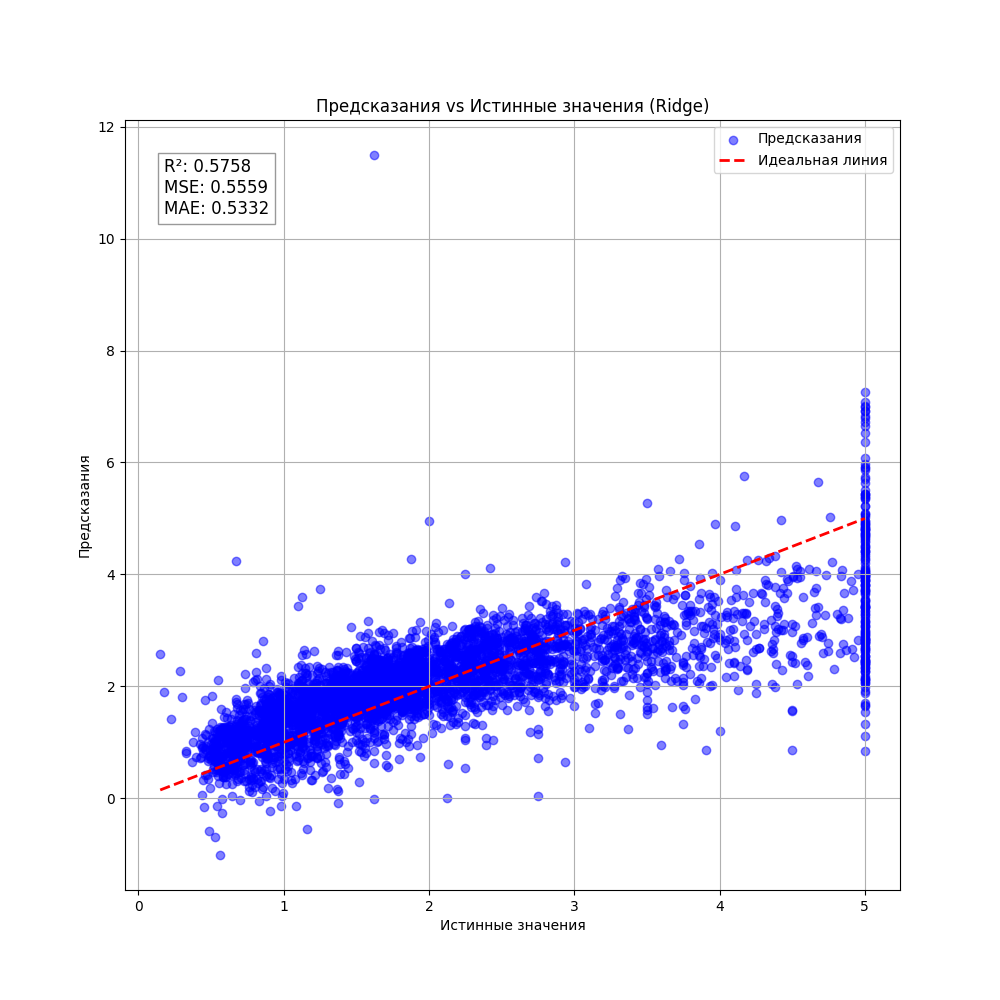 Предсказания vs Истинные значения (Ridge)
R²: 0.5758
MSE: 0.5559
MAE: 0.5332
Предсказания
Идеальная линия
12
10
8
6
4
2
0
Предсказания
0 1 2 3 4 5
Истинные значения